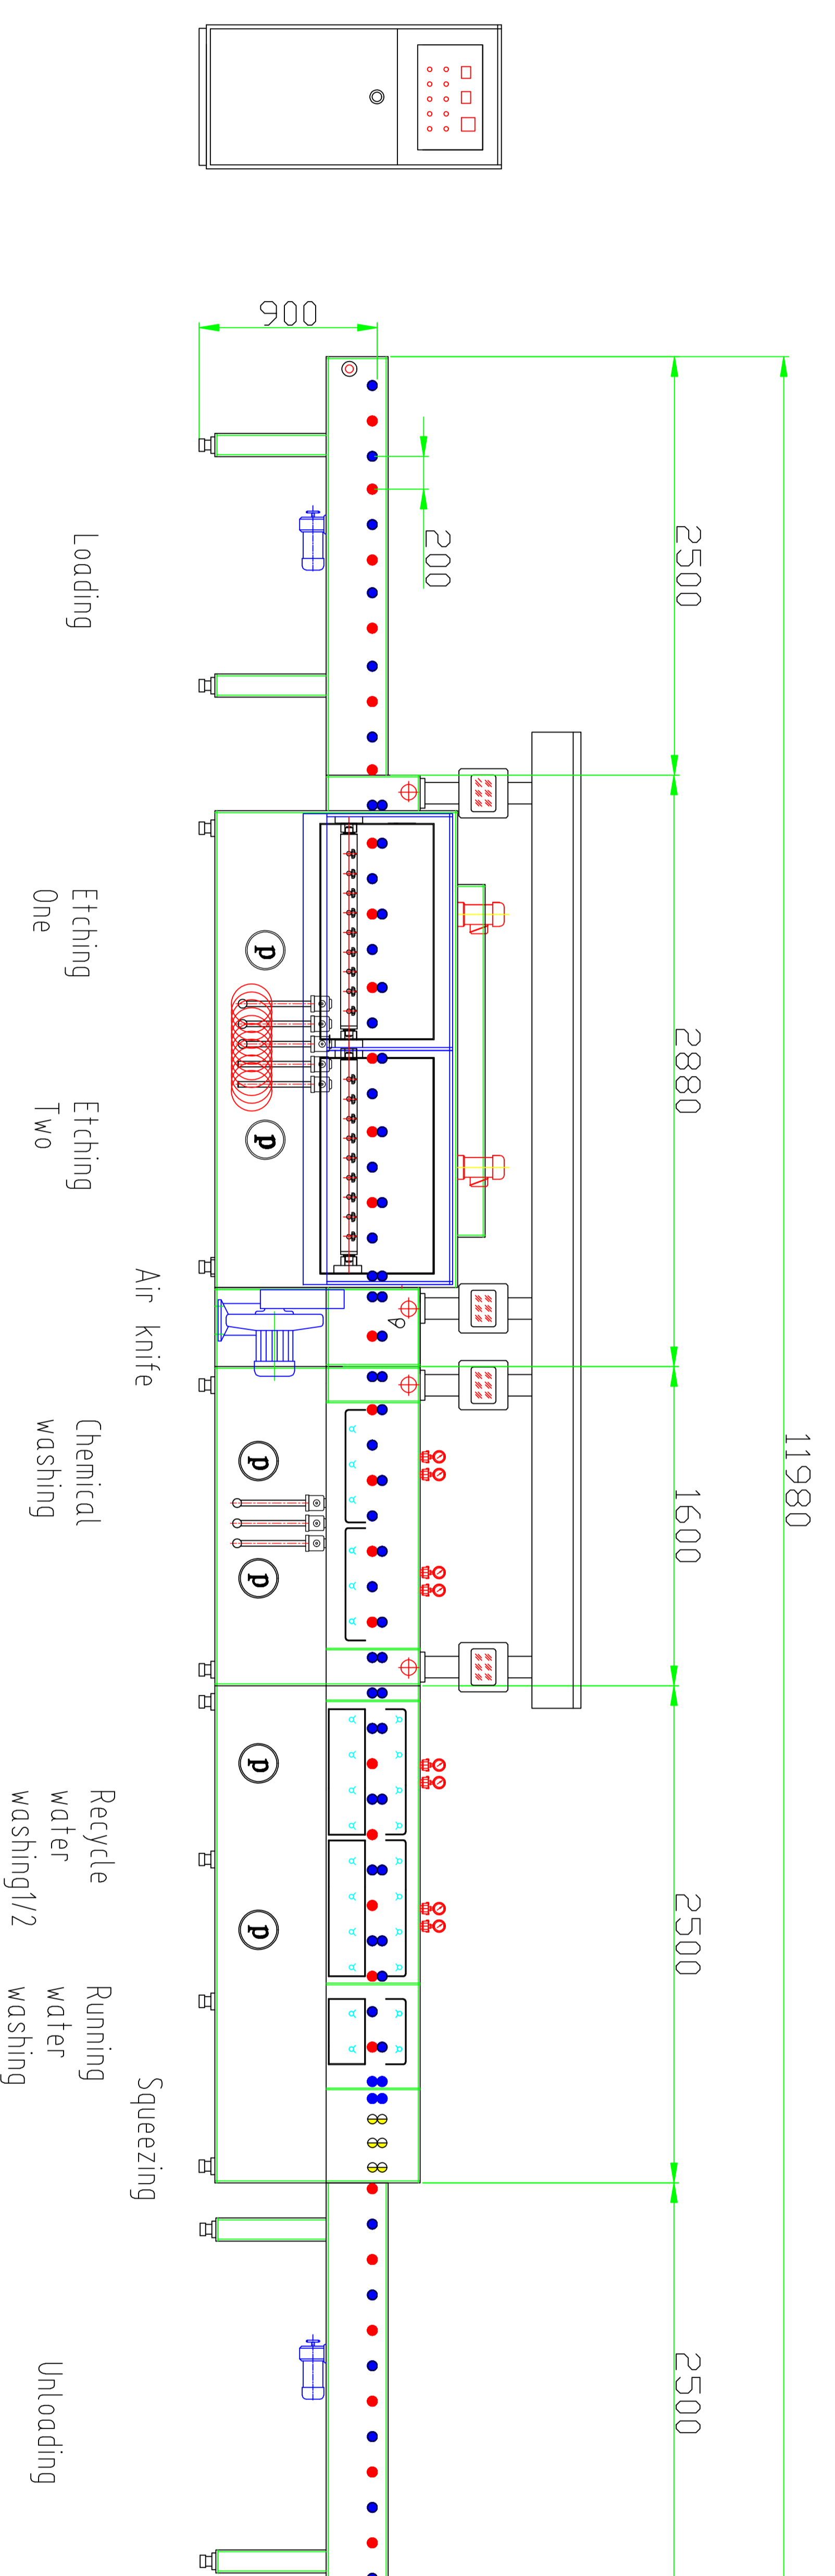 11980
2500
2880
1600
2500
2500
200
900
6
p
p
p
p
p
p
Loading
Etching
One
Etching
Two
Air knife
Chemical
washing
Recycle
water
washing1/2
Running
water
washing
Squeezing
Unloading